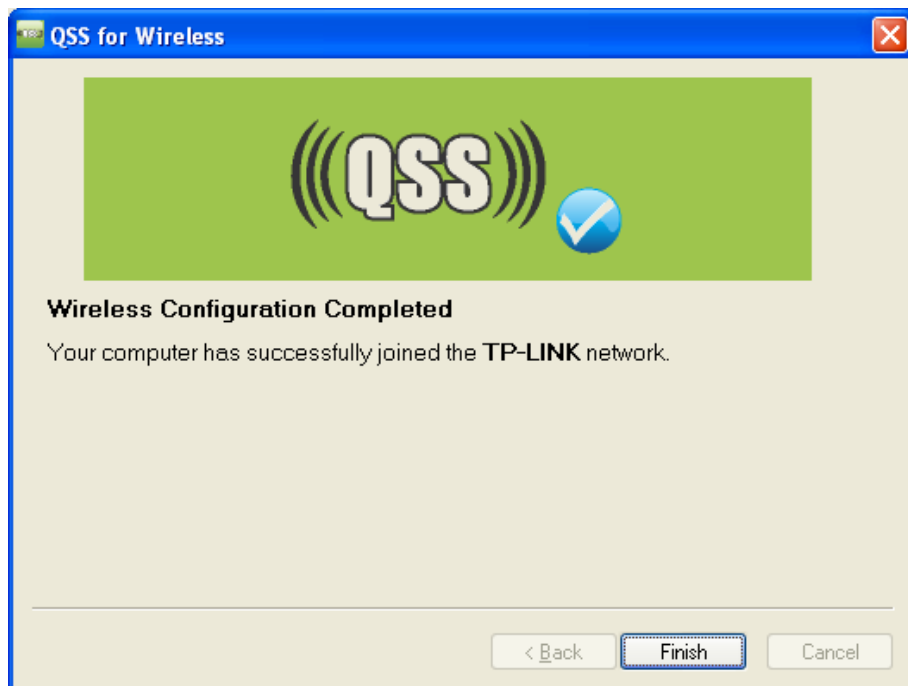 QSS for Wireless
QSS
Wireless Configuration Completed
Your computer has successfully joined the TP-LINK network.
< Back
Finish
Cancel